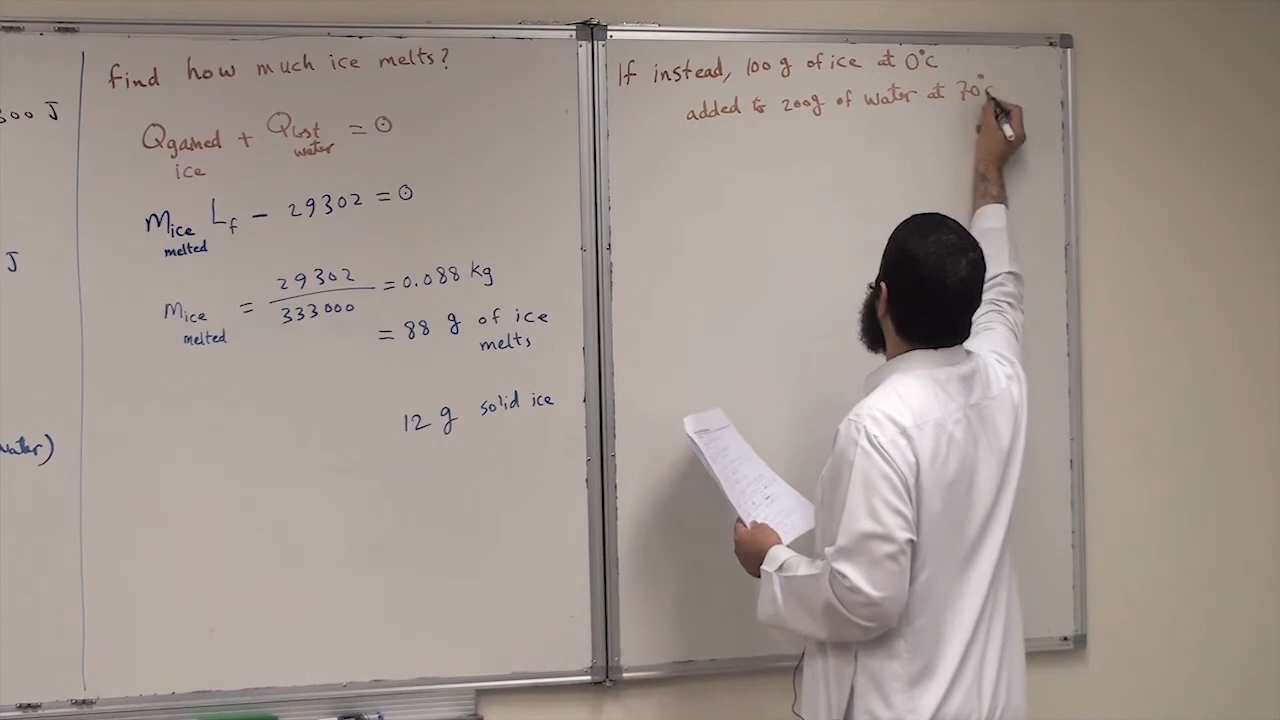 300 J
J
water)
find how much ice melts?
Qgained + Qlost = 0
ice water
Mice Lf - 29302 = 0
melted
Mice = 29302 / 333000 = 0.088 kg
melted
= 88 g of ice
melts
12 g solid ice
If instead, 100 g of ice at 0°C
added to 200g of water at 70°C